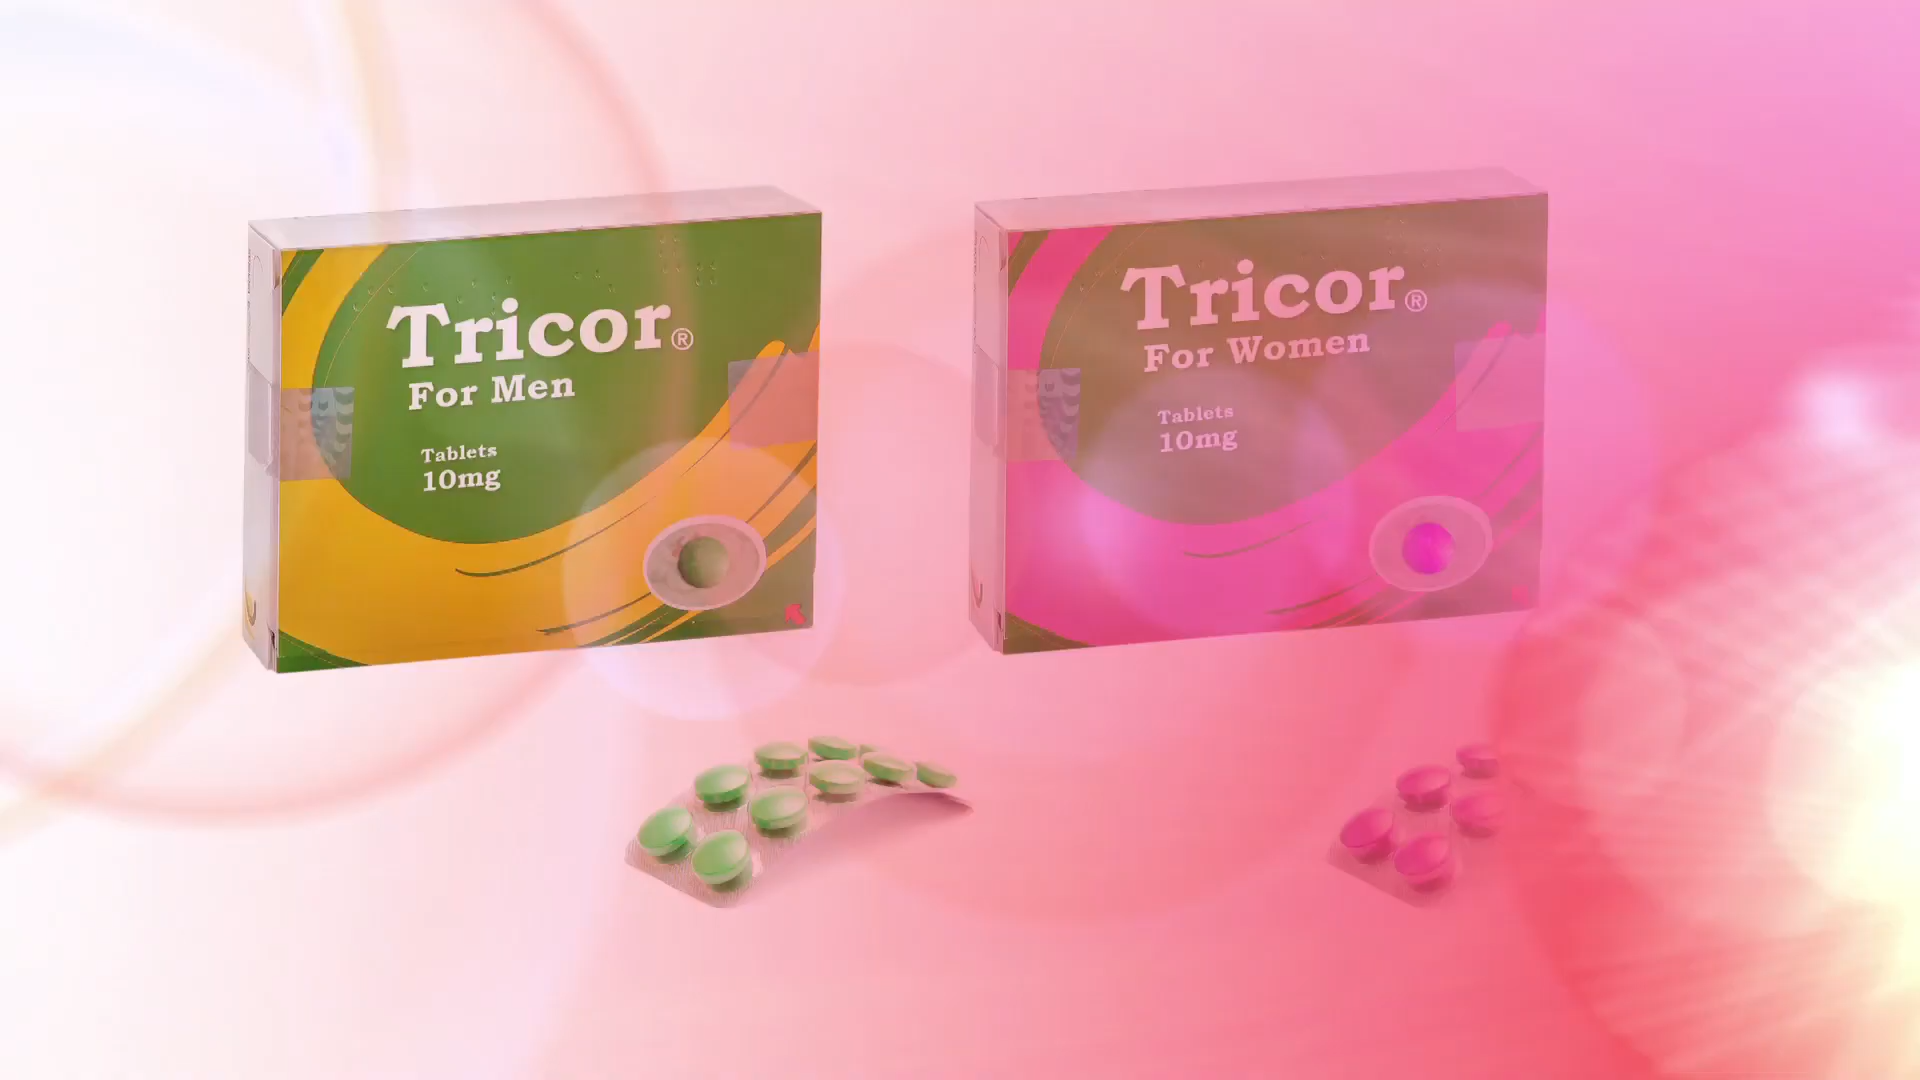 Tricor®
For Men
Tablets
10mg
Tricor®
For Women
Tablets
10mg